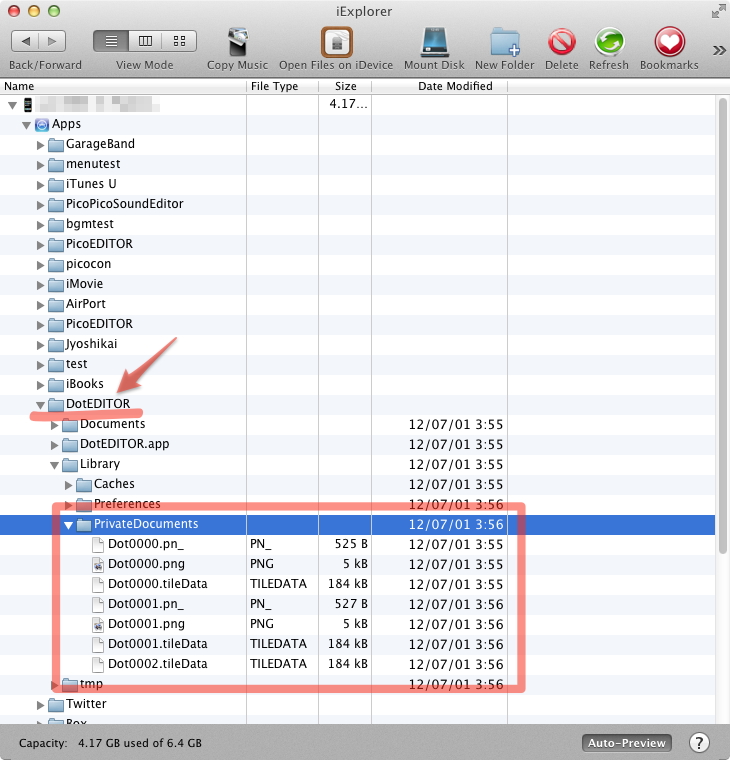 iExplorer
Back/Forward View Mode Copy Music Open Files on iDevice Mount Disk New Folder Delete Refresh Bookmarks
Name File Type Size Date Modified
4.17...
Apps
GarageBand
menutest
iTunes U
PicoPicoSoundEditor
bgmtest
PicoEDITOR
picocon
iMovie
AirPort
PicoEDITOR
Jyoshikai
test
iBooks
DotEDITOR
Documents 12/07/01 3:55
DotEDITOR.app 12/07/01 3:55
Library 12/07/01 3:55
Caches 12/07/01 3:55
Preferences 12/07/01 3:56
PrivateDocuments 12/07/01 3:56
Dot0000.pn_ PN_ 525 B 12/07/01 3:55
Dot0000.png PNG 5 kB 12/07/01 3:55
Dot0000.tileData TILEDATA 184 kB 12/07/01 3:55
Dot0001.pn_ PN_ 527 B 12/07/01 3:56
Dot0001.png PNG 5 kB 12/07/01 3:56
Dot0001.tileData TILEDATA 184 kB 12/07/01 3:56
Dot0002.tileData TILEDATA 184 kB 12/07/01 3:56
tmp 12/07/01 3:56
Twitter
Box
Capacity: 4.17 GB used of 6.4 GB Auto-Preview ?